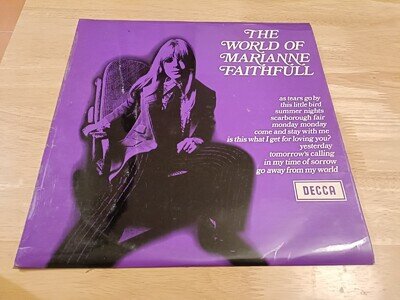 THE
WORLD OF
MARIANNE
FAITHFULL
as tears go by
this little bird
summer nights
scarborough fair
monday monday
come and stay with me
is this what I get for loving you?
yesterday
tomorrow's calling
in my time of sorrow
go away from my world
DECCA